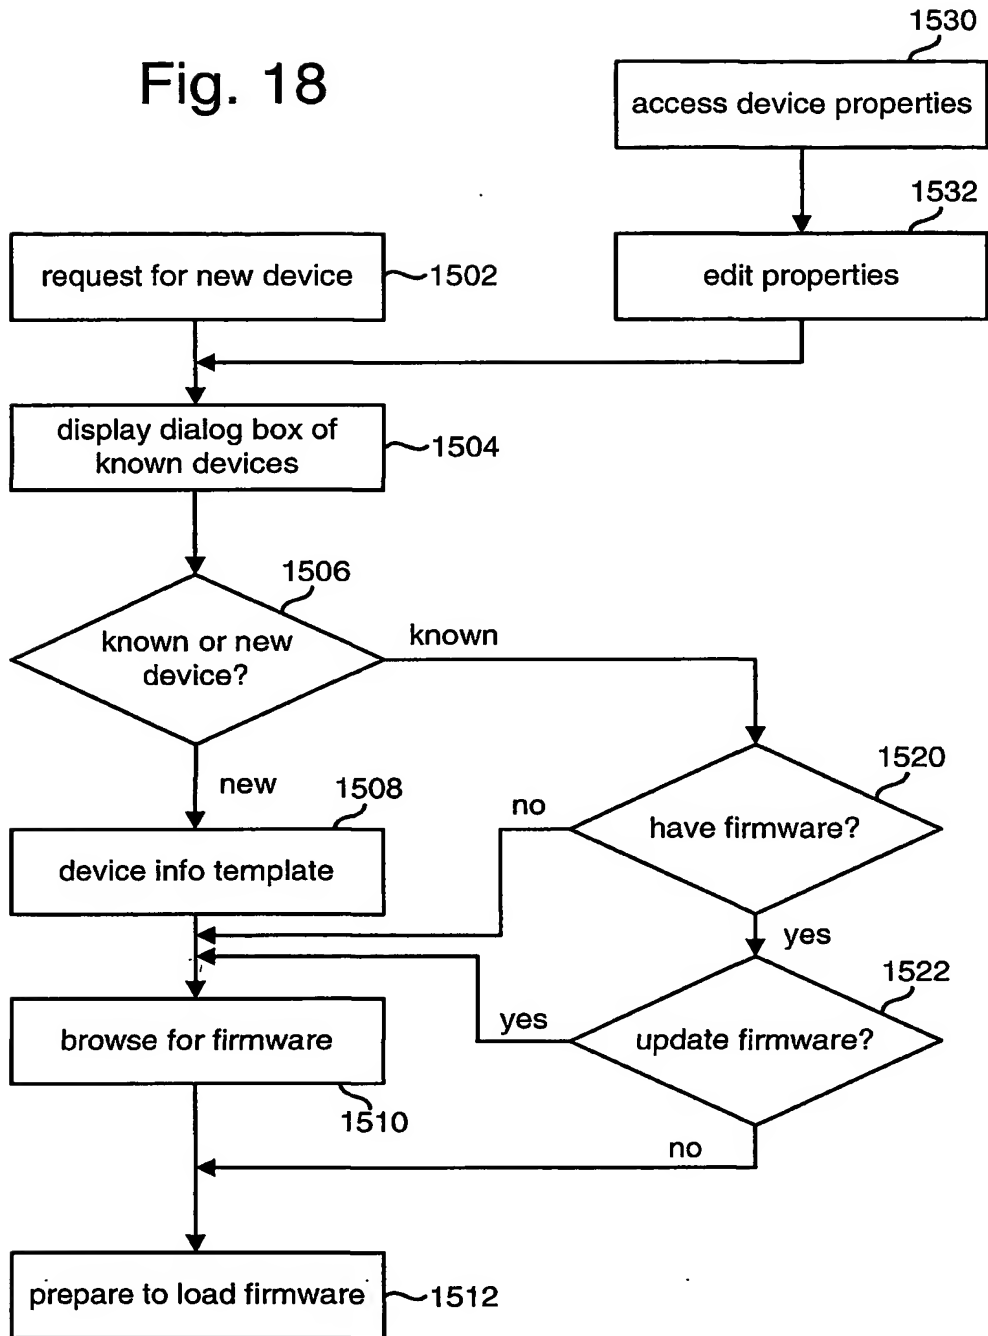 Fig. 18
1530
access device properties
1532
edit properties
request for new device
1502
display dialog box of
known devices
1504
1506
known or new
device?
known
new
1508
device info template
1520
have firmware?
no
yes
1522
update firmware?
yes
browse for firmware
1510
no
prepare to load firmware
1512